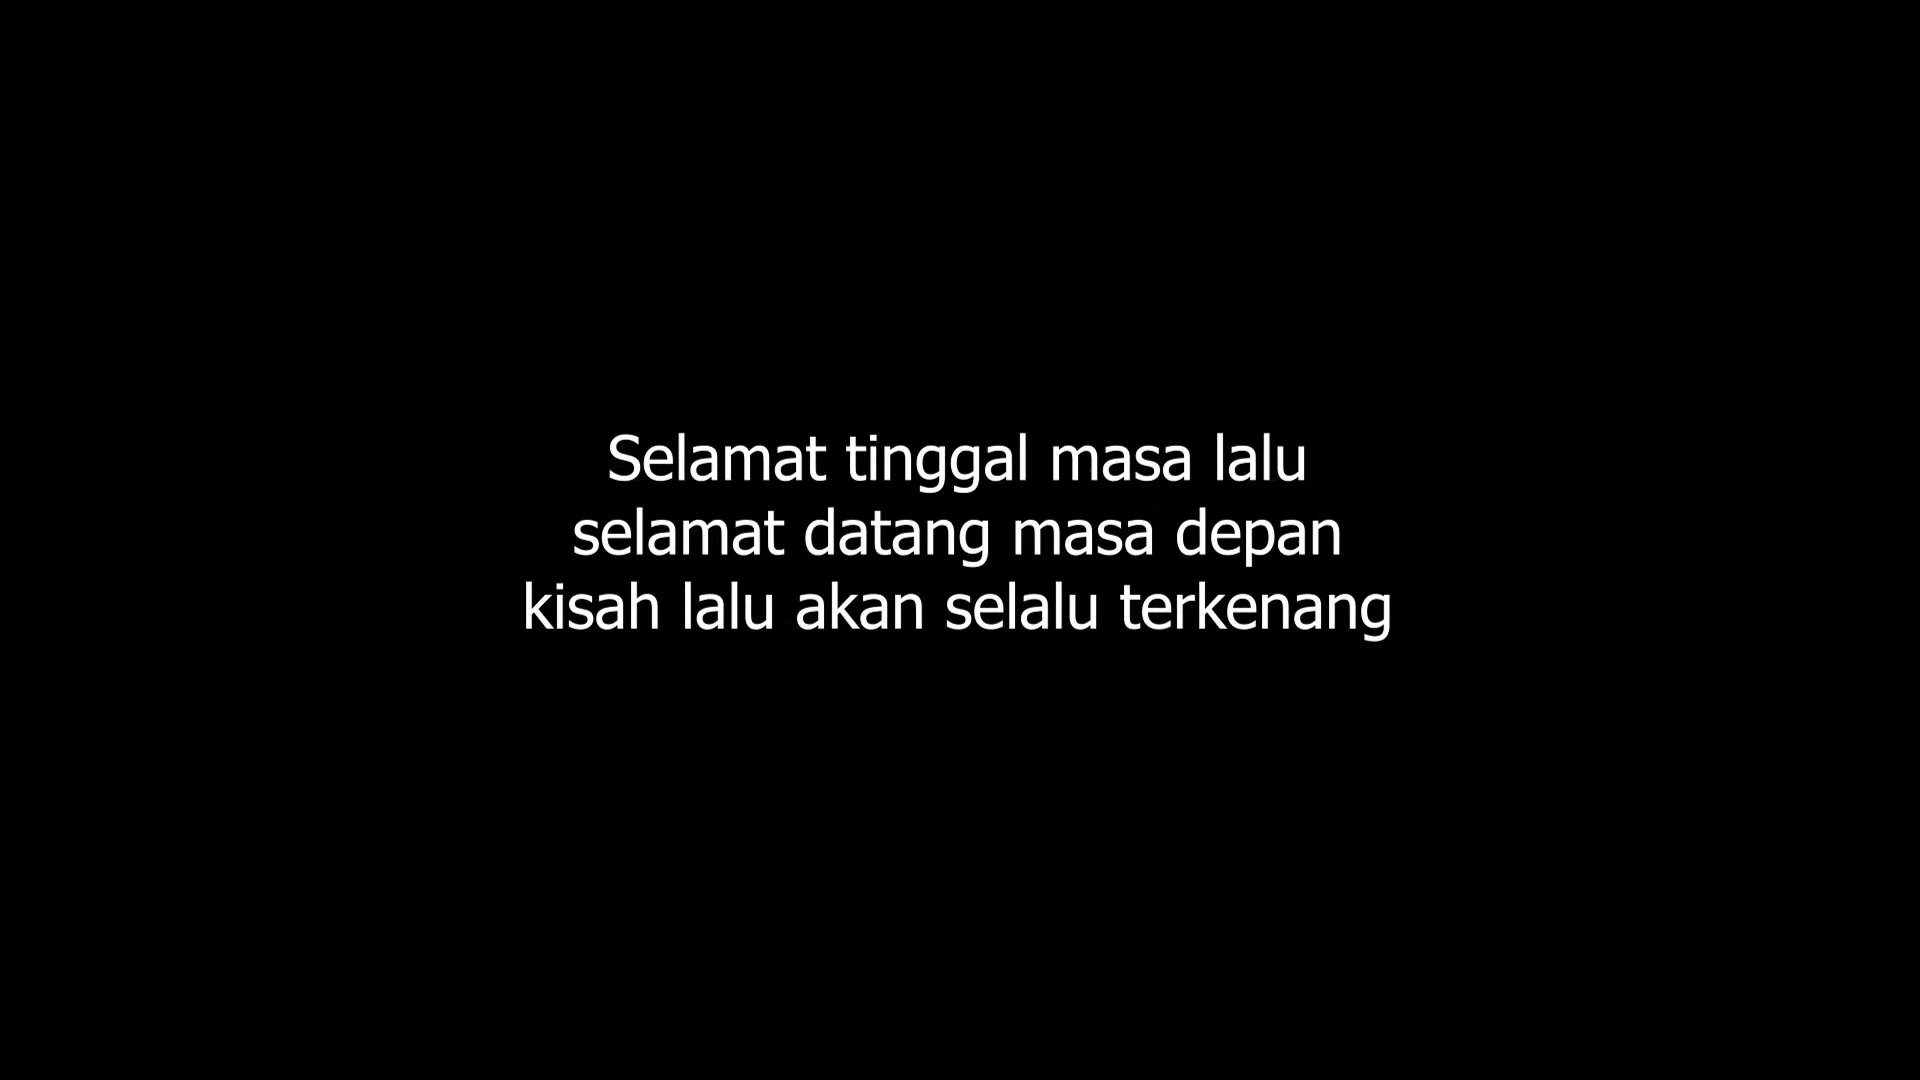 Selamat tinggal masa lalu
selamat datang masa depan
kisah lalu akan selalu terkenang